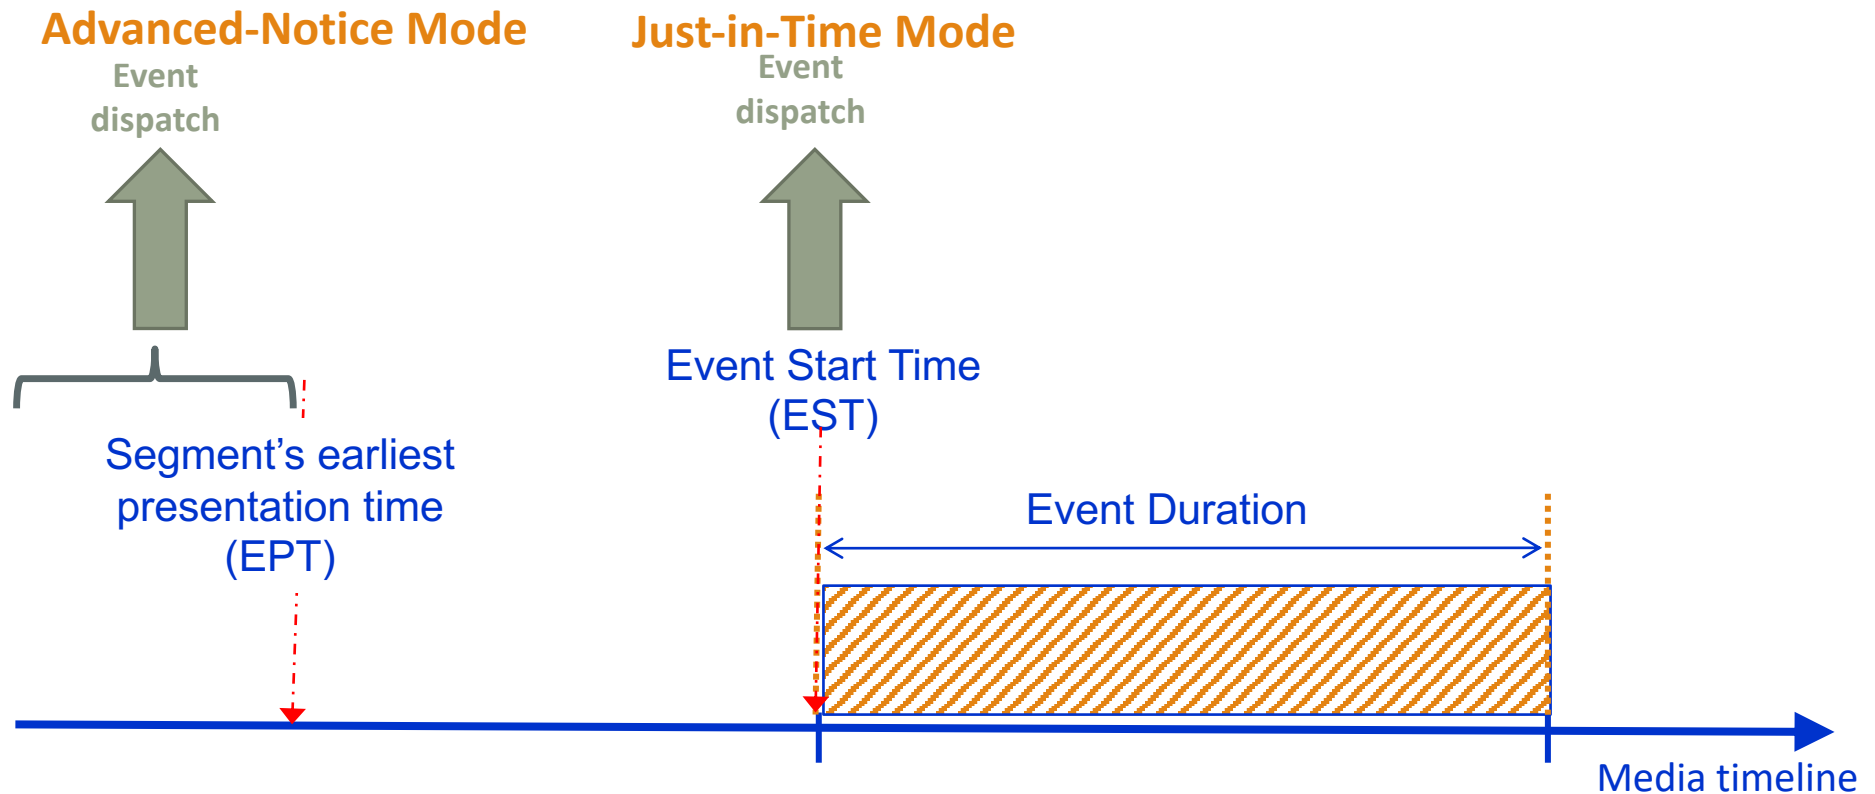 Advanced-Notice Mode
Event
dispatch
Just-in-Time Mode
Event
dispatch
Event Start Time
(EST)
Segment’s earliest
presentation time
(EPT)
Event Duration
Media timeline